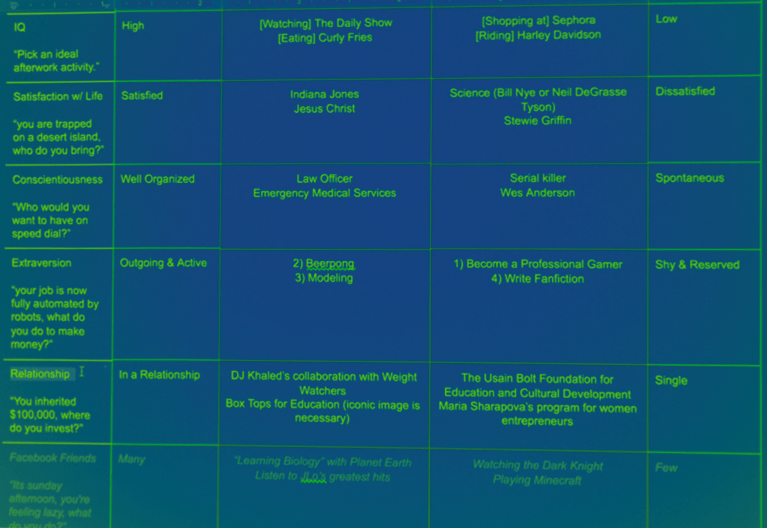 IQ
High
[Watching] The Daily Show
[Eating] Curly Fries
[Shopping at] Sephora
[Riding] Harley Davidson
Low
"Pick an ideal
afterwork activity."
Satisfaction w/ Life
Satisfied
Indiana Jones
Jesus Christ
Science (Bill Nye or Neil DeGrasse
Tyson)
Stewie Griffin
Dissatisfied
"you are trapped
on a desert island,
who do you bring?"
Conscientiousness
Well Organized
Law Officer
Emergency Medical Services
Serial killer
Wes Anderson
Spontaneous
"Who would you
want to have on
speed dial?"
Extraversion
Outgoing & Active
2) Beerpong
3) Modeling
1) Become a Professional Gamer
4) Write Fanfiction
Shy & Reserved
"your job is now
fully automated by
robots, what do
you do to make
money?"
Relationship
In a Relationship
DJ Khaled's collaboration with Weight
Watchers
Box Tops for Education (iconic image is
necessary)
The Usain Bolt Foundation for
Education and Cultural Development
Maria Sharapova's program for women
entrepreneurs
Single
"You inherited
$100,000, where
do you invest?"
Facebook Friends
Many
"Learning Biology" with Planet Earth
Listen to JLo's greatest hits
Watching the Dark Knight
Playing Minecraft
Few
"Its sunday
afternoon, you're
feeling lazy, what
do you do?"